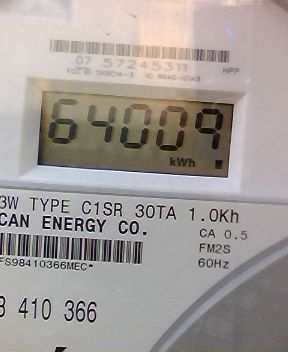 07 57245311
HPP
64009
kWh
3W TYPE C1SR 30TA 1.0Kh
CAN ENERGY CO.
CA 0.5
FM2S
FS98410366MEC*
60Hz
410 366